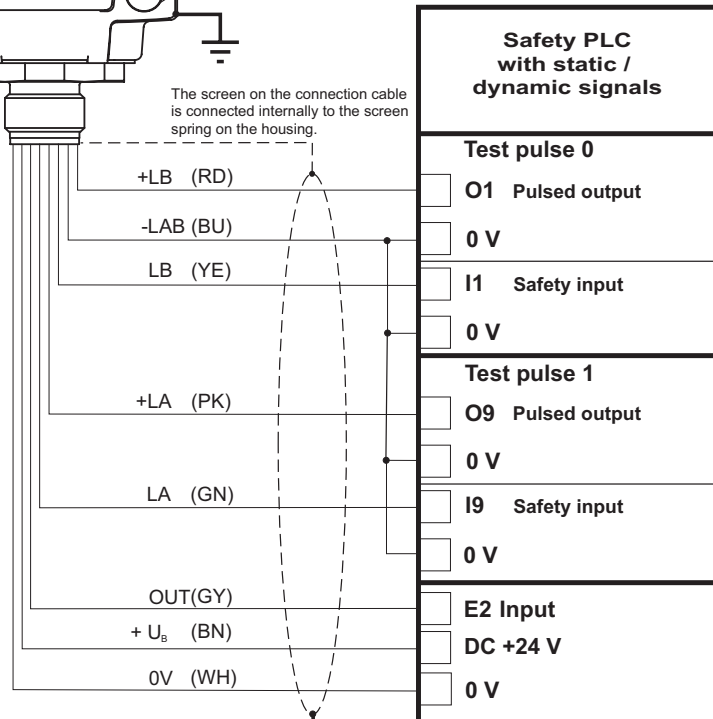 Safety PLC
with static /
dynamic signals
The screen on the connection cable
is connected internally to the screen
spring on the housing.
Test pulse 0
+LB (RD)
O1 Pulsed output
-LAB (BU)
0 V
LB (YE)
I1 Safety input
0 V
Test pulse 1
+LA (PK)
O9 Pulsed output
0 V
LA (GN)
I9 Safety input
0 V
OUT(GY)
E2 Input
+ UB (BN)
DC +24 V
0V (WH)
0 V